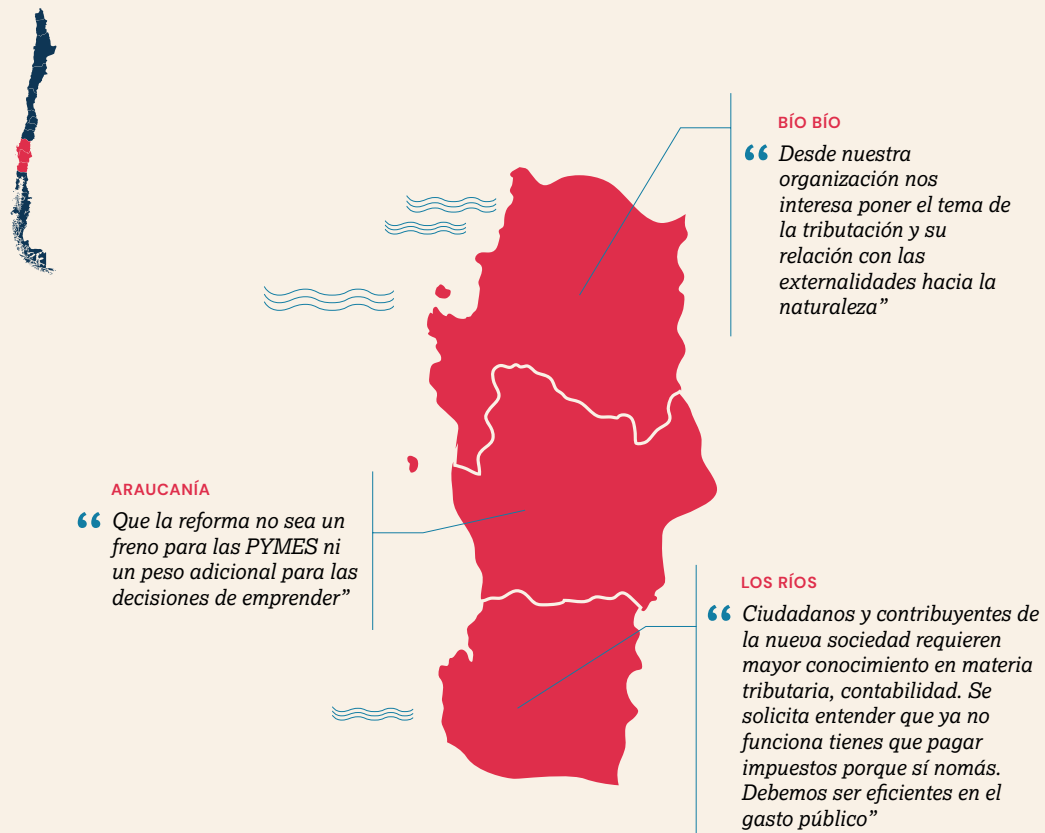 BÍO BÍO
“ Desde nuestra
organización nos
interesa poner el tema de
la tributación y su
relación con las
externalidades hacia la
naturaleza”
ARAUCANÍA
“ Que la reforma no sea un
freno para las PYMES ni
un peso adicional para las
decisiones de emprender”
LOS RÍOS
“ Ciudadanos y contribuyentes de
la nueva sociedad requieren
mayor conocimiento en materia
tributaria, contabilidad. Se
solicita entender que ya no
funciona tienes que pagar
impuestos porque sí nomás.
Debemos ser eficientes en el
gasto público”